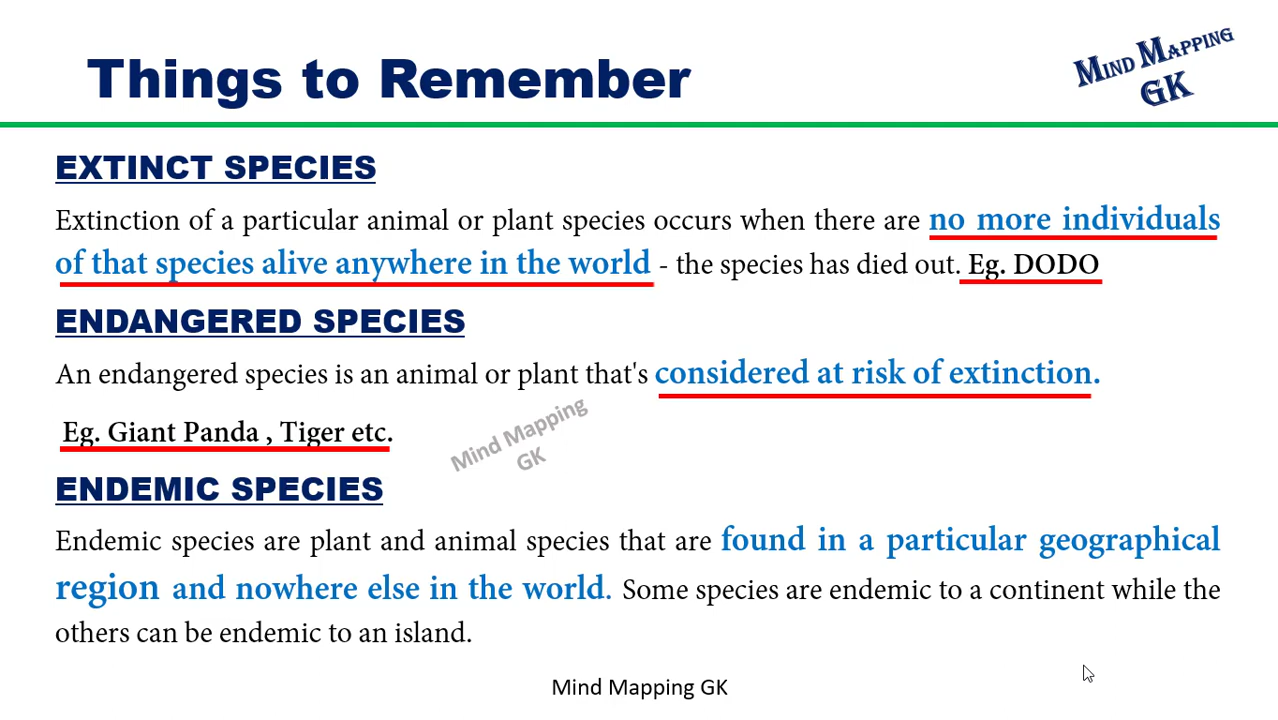 Things to Remember
MIND MAPPING
GK
EXTINCT SPECIES
Extinction of a particular animal or plant species occurs when there are no more individuals
of that species alive anywhere in the world - the species has died out. Eg. DODO
ENDANGERED SPECIES
An endangered species is an animal or plant that's considered at risk of extinction.
Eg. Giant Panda , Tiger etc.
Mind Mapping
GK
ENDEMIC SPECIES
Endemic species are plant and animal species that are found in a particular geographical
region and nowhere else in the world. Some species are endemic to a continent while the
others can be endemic to an island.
Mind Mapping GK